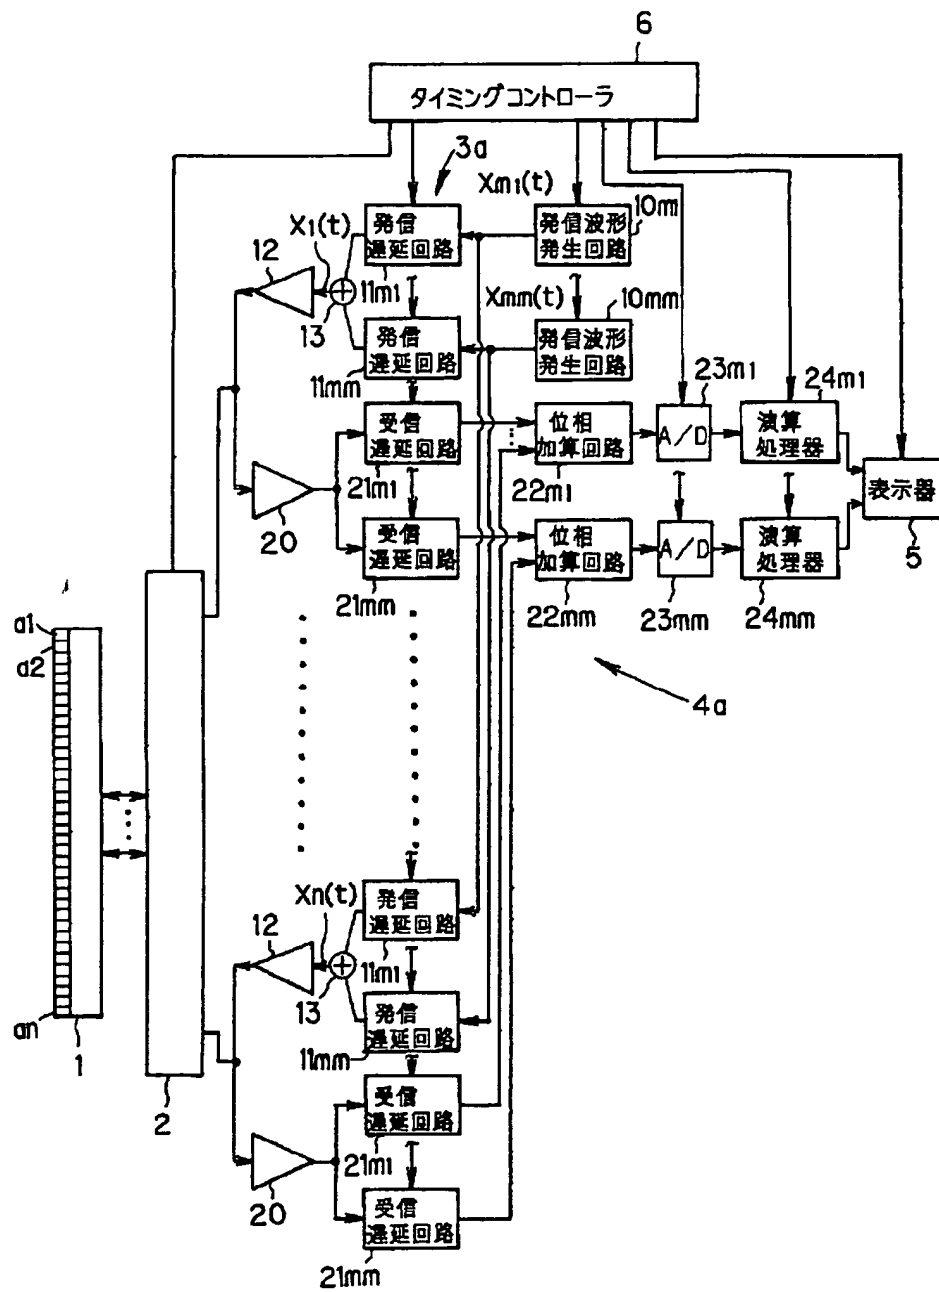 6
タイミングコントローラ
3a
Xm1(t)
発信
遅延回路
発信波形
発生回路
10m1
X1(t)
12
11m1
13
Xmm(t)
10mm
発信
遅延回路
発信波形
発生回路
11mm
23m1
24m1
受信
遅延回路
位相
加算回路
A/D
演算
処理器
21m1
22m1
20
表示器
5
受信
遅延回路
位相
加算回路
A/D
演算
処理器
21mm
22mm
23mm
24mm
a1
a2
4a
Xn(t)
発信
遅延回路
12
11m1
13
発信
遅延回路
an
1
11mm
2
受信
遅延回路
21m1
20
受信
遅延回路
21mm